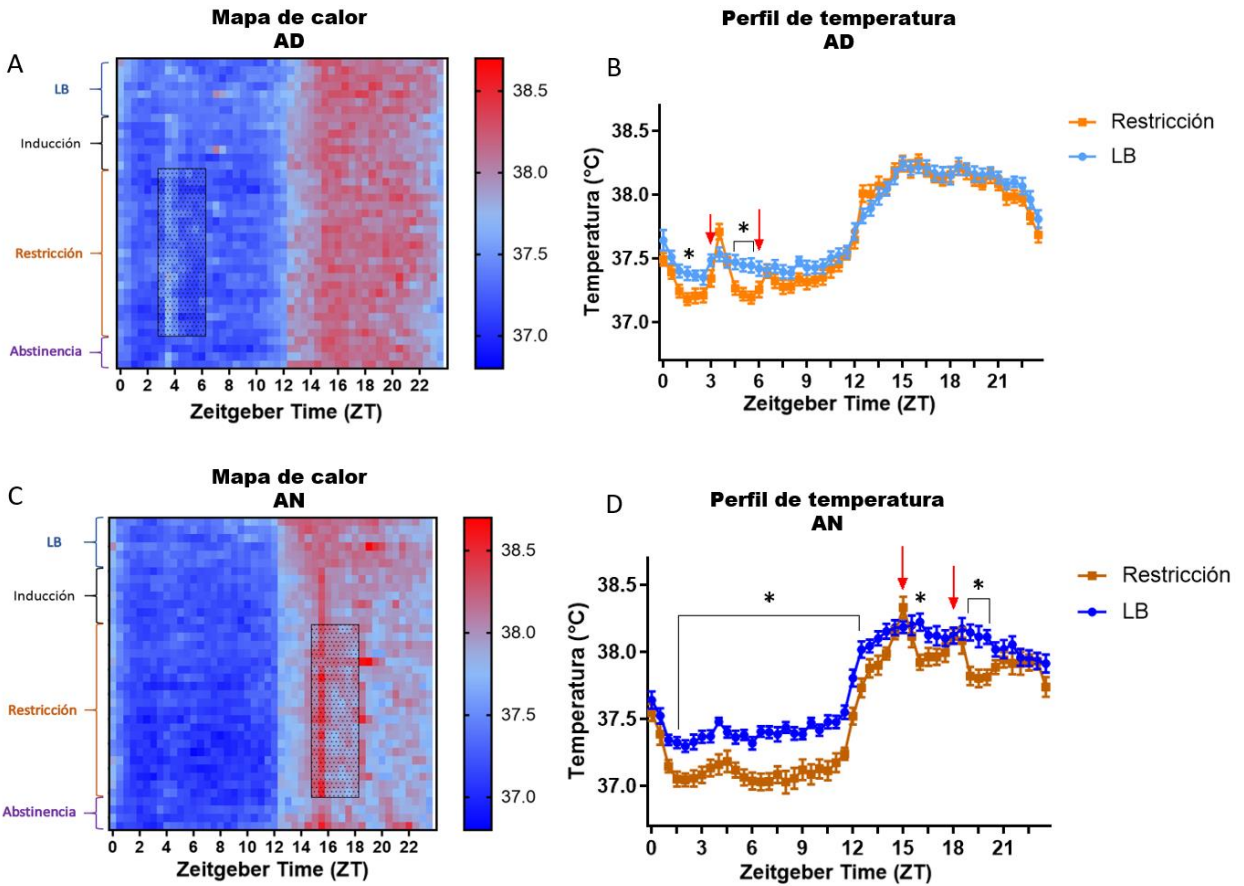 Mapa de calor
AD
A
LB
Inducción
Restricción
Abstinencia
38.5
38.0
37.5
37.0
0 2 4 6 8 10 12 14 16 18 20 22
Zeitgeber Time (ZT)
Perfil de temperatura
AD
B
Temperatura (°C)
38.5
38.0
37.5
37.0
* *
0 3 6 9 12 15 18 21
Zeitgeber Time (ZT)
Restricción
LB
Mapa de calor
AN
C
LB
Inducción
Restricción
Abstinencia
38.5
38.0
37.5
37.0
0 2 4 6 8 10 12 14 16 18 20 22
Zeitgeber Time (ZT)
Perfil de temperatura
AN
D
Temperatura (°C)
38.5
38.0
37.5
37.0
* * *
0 3 6 9 12 15 18 21
Zeitgeber Time (ZT)
Restricción
LB